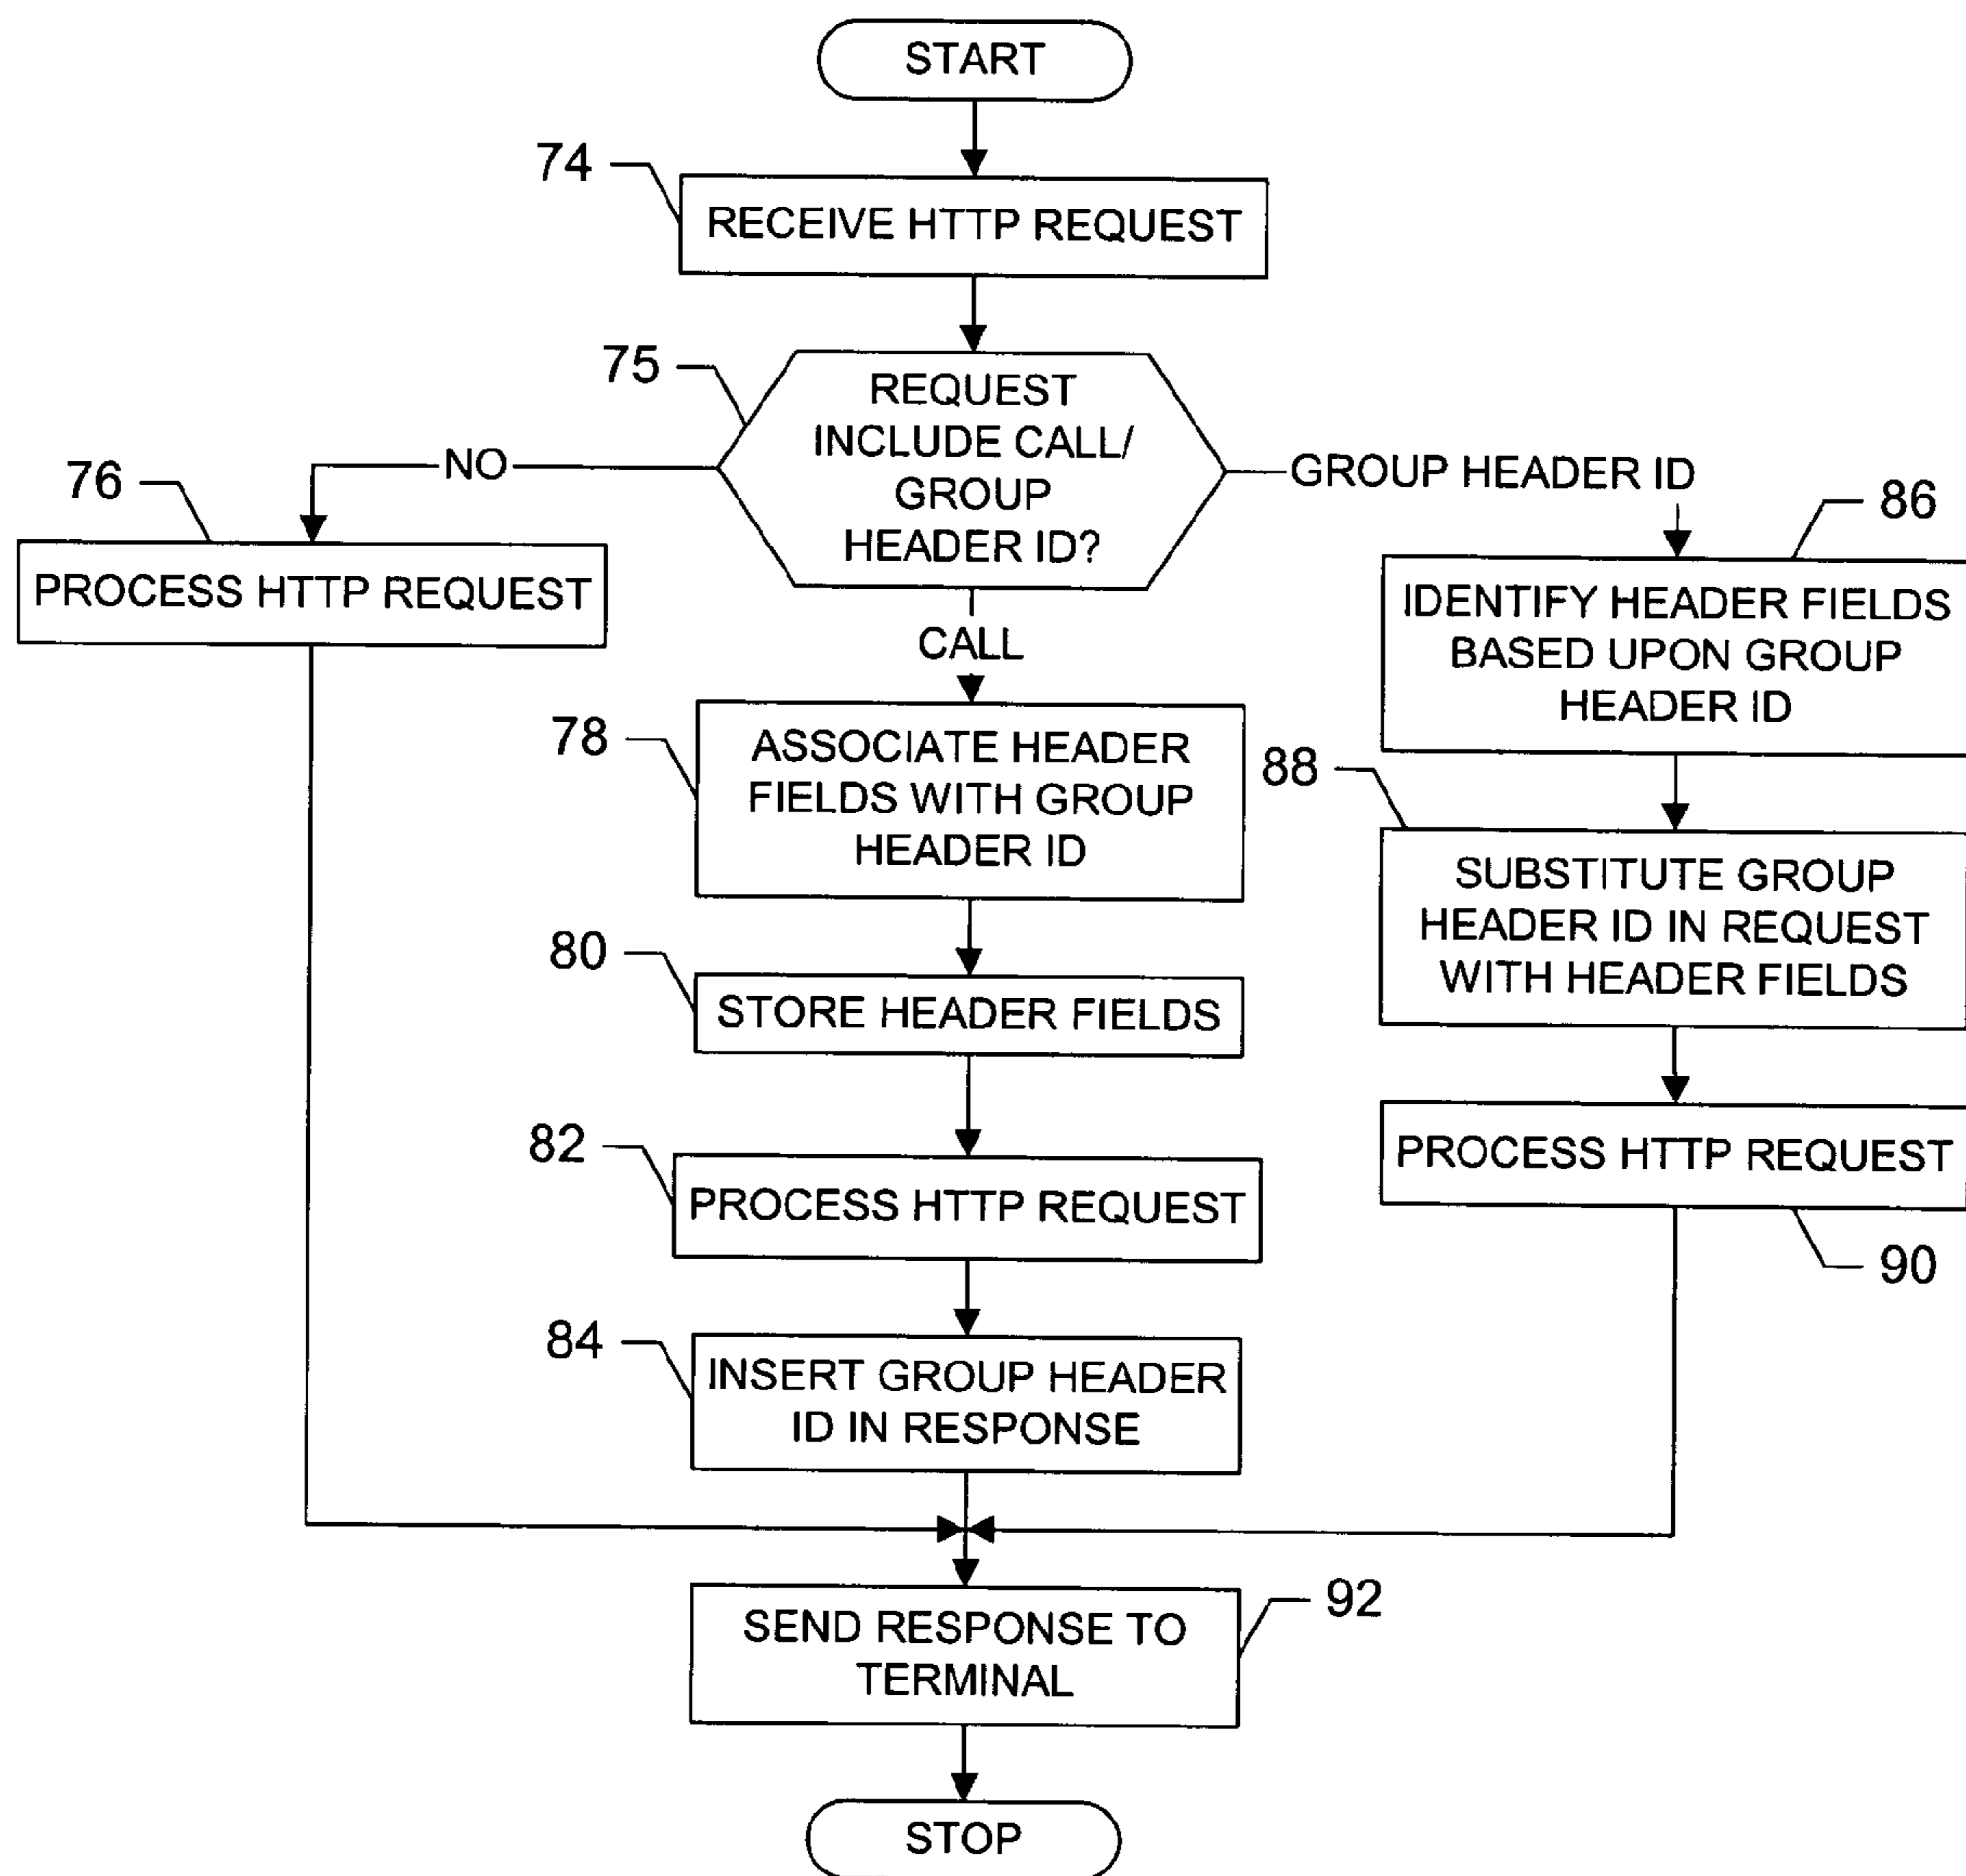 START
74
RECEIVE HTTP REQUEST
75
REQUEST
INCLUDE CALL/
GROUP
HEADER ID?
NO
GROUP HEADER ID
CALL
76
PROCESS HTTP REQUEST
86
IDENTIFY HEADER FIELDS
BASED UPON GROUP
HEADER ID
78
ASSOCIATE HEADER
FIELDS WITH GROUP
HEADER ID
88
SUBSTITUTE GROUP
HEADER ID IN REQUEST
WITH HEADER FIELDS
80
STORE HEADER FIELDS
82
PROCESS HTTP REQUEST
PROCESS HTTP REQUEST
90
84
INSERT GROUP HEADER
ID IN RESPONSE
92
SEND RESPONSE TO
TERMINAL
STOP